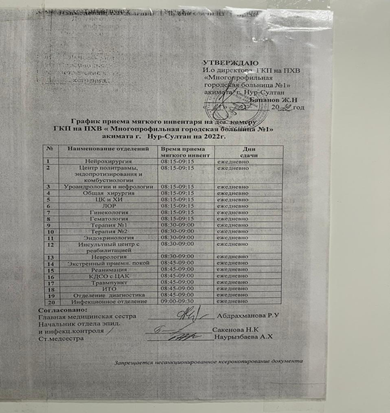 УТВЕРЖДАЮ
И.о директора ГКП на ПХВ
«Многопрофильная
городская больница №1»
акимата г. Нур-Султан
Бапанов Ж.Н
20 год
График приема мягкого инвентаря на дез.камеру
ГКП на ПХВ « Многопрофильная городская больница №1»
акимата г. Нур-Султан на 2022г.
№ Наименование отделений Время приема мягкого инвент Дни сдачи
1 Нейрохирургия 08:15-09:15 ежедневно
2 Центр политравмы, эндопротезирования и комбустиологии 08:15-09:15 ежедневно
3 Уроандрологии и нефрологии 08:15-09:15 ежедневно
4 Общая хирургия 08:15-09:15 ежедневно
5 ЦК и ХИ 08:15-09:15 ежедневно
6 ЛОР 08:15-09:15 ежедневно
7 Гинекология 08:15-09:15 ежедневно
8 Гематология 08:15-09:15 ежедневно
9 Терапия №1 08:30-09:00 ежедневно
10 Терапия №2 08:30-09:00 ежедневно
11 Эндокринология 08:30-09:00 ежедневно
12 Инсультный центр с реабилитацией 08:30-09:00 ежедневно
13 Неврология 08:30-09:00 ежедневно
14 Экстренный приемн. покой 08:45-09:00 ежедневно
15 Реанимация 08:45-09:00 ежедневно
16 КДСО с ЦАК 08:45-09:00 ежедневно
17 Травмпункт 08:45-09:00 ежедневно
18 ИТО 08:45-09:00 ежедневно
19 Отделение диагностика 08:45-09:00 ежедневно
20 Инфекционное отделение 09:00-09:30 ежедневно
Согласовано:
Главная медицинская сестра Абдрахманова Р.У
Начальник отдела эпид.
и инфекц.контроля Сакенова Н.К
Ст.медсестра Наурызбаева А.Х
Запрещается несанкционированное копирование документа